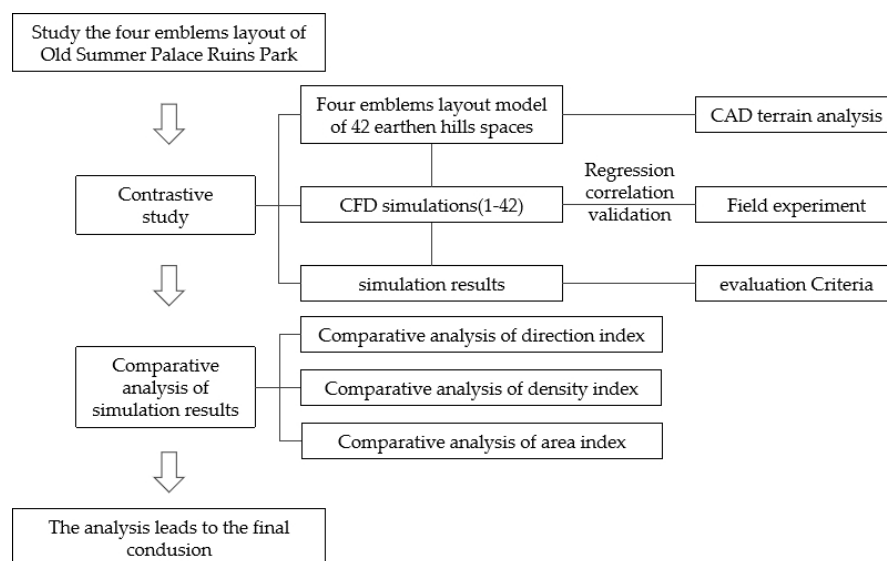 Study the four emblems layout of
Old Summer Palace Ruins Park
Four emblems layout model
of 42 earthen hills spaces
CAD terrain analysis
Contrastive
study
CFD simulations(1-42)
Regression
correlation
validation
Field experiment
simulation results
evaluation Criteria
Comparative
analysis of
simulation results
Comparative analysis of direction index
Comparative analysis of density index
Comparative analysis of area index
The analysis leads to the final
condusion